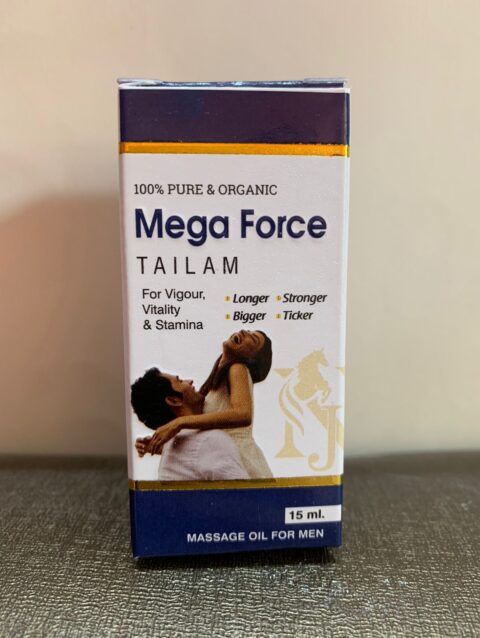 100% PURE & ORGANIC
Mega Force
TAILAM
For Vigour,
Vitality
& Stamina
* Longer * Stronger
* Bigger * Ticker
NJ
15 ml.
MASSAGE OIL FOR MEN